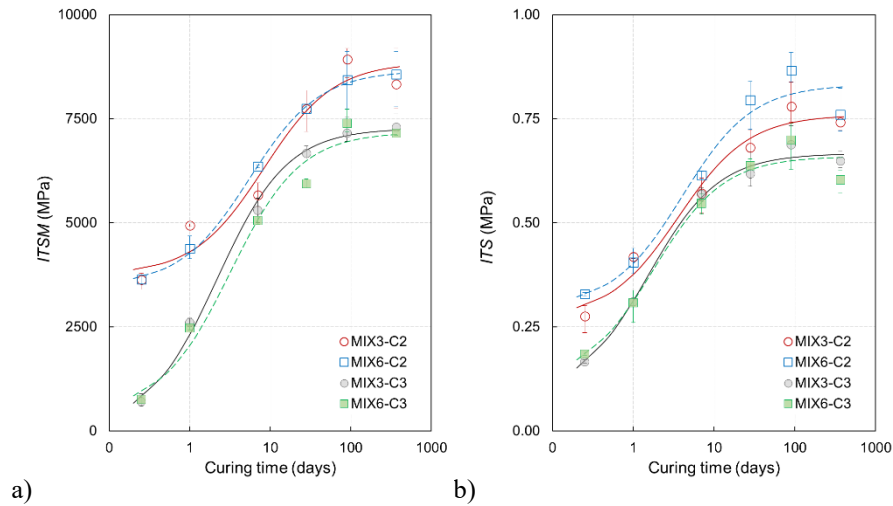 10000
7500
5000
2500
0
ITSM (MPa)
0
1
10
100
1000
Curing time (days)
MIX3-C2
MIX6-C2
MIX3-C3
MIX6-C3
a)
1.00
0.75
0.50
0.25
0.00
ITS (MPa)
0
1
10
100
1000
Curing time (days)
MIX3-C2
MIX6-C2
MIX3-C3
MIX6-C3
b)